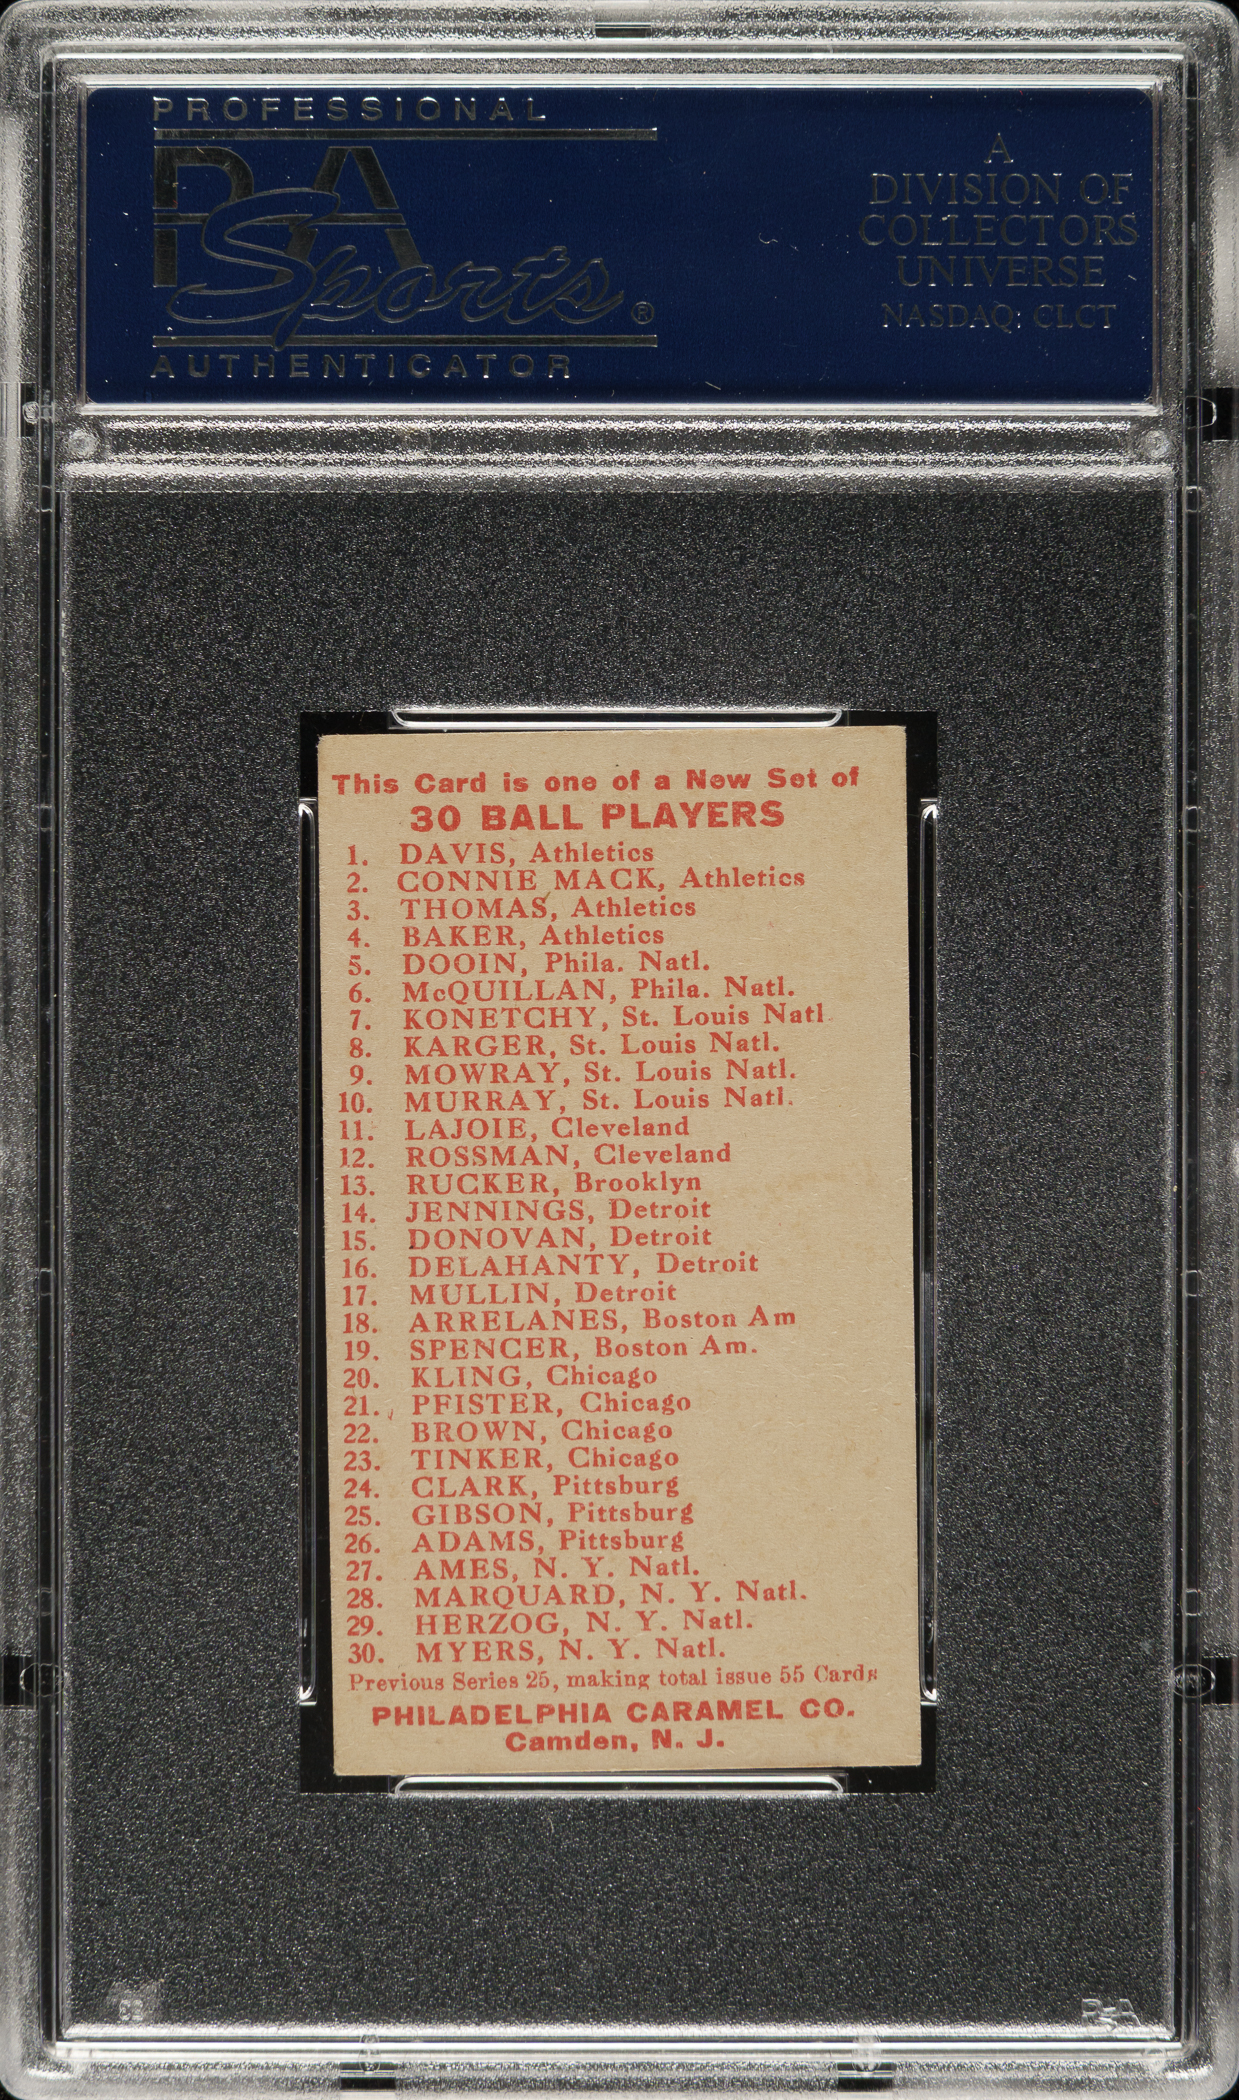 PROFESSIONAL
PSA
Sports®
AUTHENTICATOR
A
DIVISION OF
COLLECTORS
UNIVERSE
NASDAQ: CLCT
This Card is one of a New Set of
30 BALL PLAYERS
1. DAVIS, Athletics
2. CONNIE MACK, Athletics
3. THOMAS, Athletics
4. BAKER, Athletics
5. DOOIN, Phila. Natl.
6. McQUILLAN, Phila. Natl.
7. KONETCHY, St. Louis Natl
8. KARGER, St. Louis Natl.
9. MOWRAY, St. Louis Natl.
10. MURRAY, St. Louis Natl.
11. LAJOIE, Cleveland
12. ROSSMAN, Cleveland
13. RUCKER, Brooklyn
14. JENNINGS, Detroit
15. DONOVAN, Detroit
16. DELAHANTY, Detroit
17. MULLIN, Detroit
18. ARRELANES, Boston Am
19. SPENCER, Boston Am.
20. KLING, Chicago
21. PFISTER, Chicago
22. BROWN, Chicago
23. TINKER, Chicago
24. CLARK, Pittsburg
25. GIBSON, Pittsburg
26. ADAMS, Pittsburg
27. AMES, N. Y. Natl.
28. MARQUARD, N. Y. Natl.
29. HERZOG, N. Y. Natl.
30. MYERS, N. Y. Natl.
Previous Series 25, making total issue 55 Cards
PHILADELPHIA CARAMEL CO.
Camden, N. J.
PSA